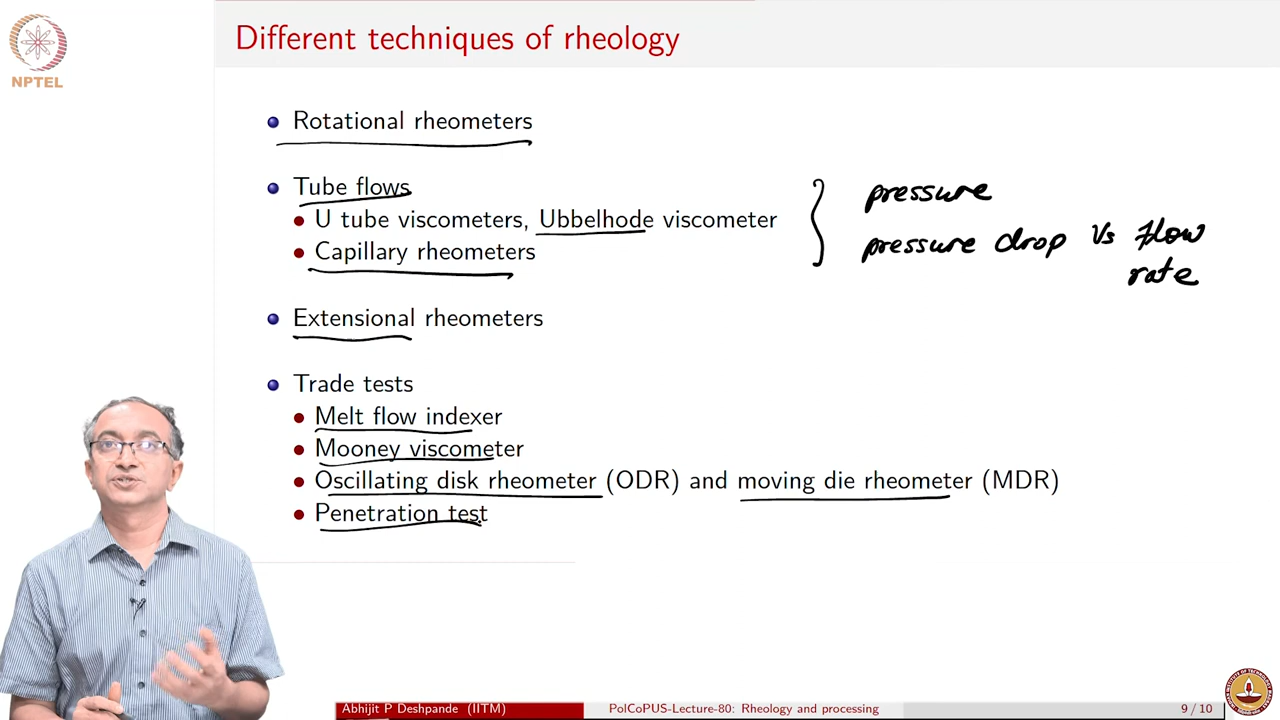 Different techniques of rheology
NPTEL
Rotational rheometers
Tube flows
U tube viscometers, Ubbelhode viscometer
Capillary rheometers
pressure
pressure drop Vs flow
rate
Extensional rheometers
Trade tests
Melt flow indexer
Mooney viscometer
Oscillating disk rheometer (ODR) and moving die rheometer (MDR)
Penetration test
Abhijit P Deshpande (IITM) PolCoPUS-Lecture-80: Rheology and processing 9 / 10